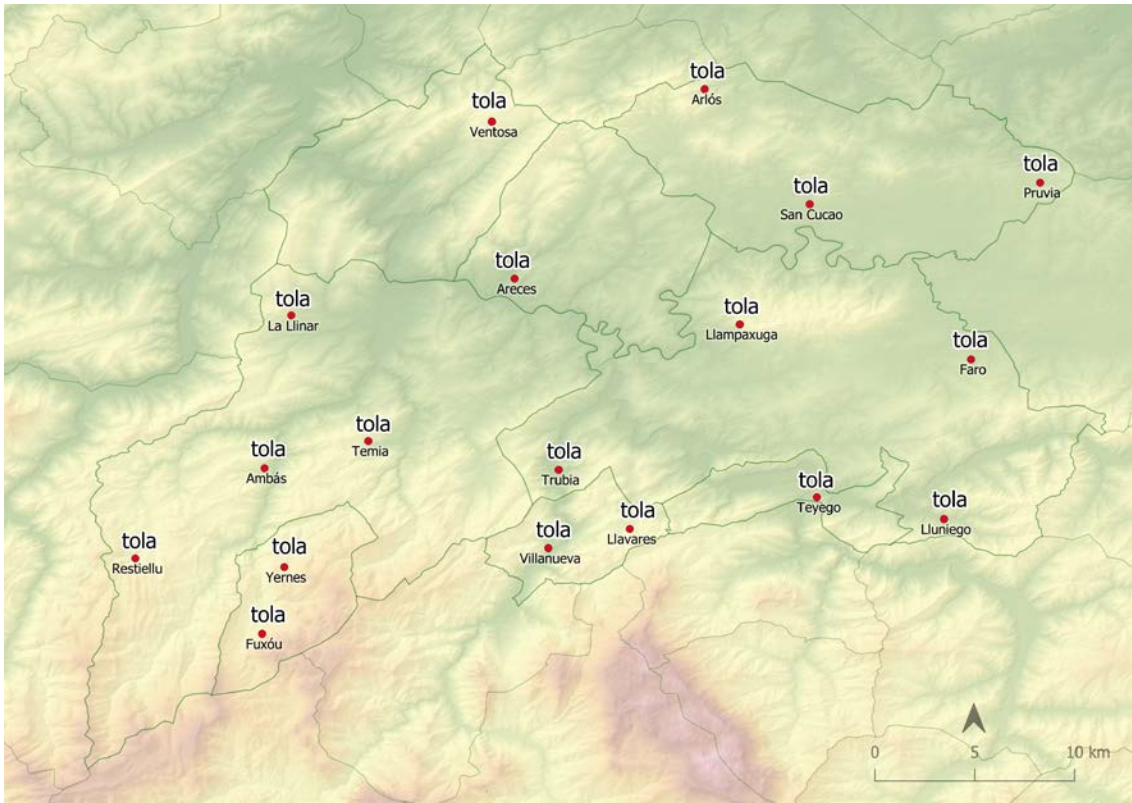 tola
Arlós
tola
Ventosa
tola
Pruvia
tola
San Cucao
tola
Areces
tola
La Llinar
tola
Llampaxuga
tola
Faro
tola
Temia
tola
Ambás
tola
Trubia
tola
Teyego
tola
Lluniego
tola
Llavares
tola
Villanueva
tola
Restiellu
tola
Yernes
tola
Fuxóu
0 5 10 km